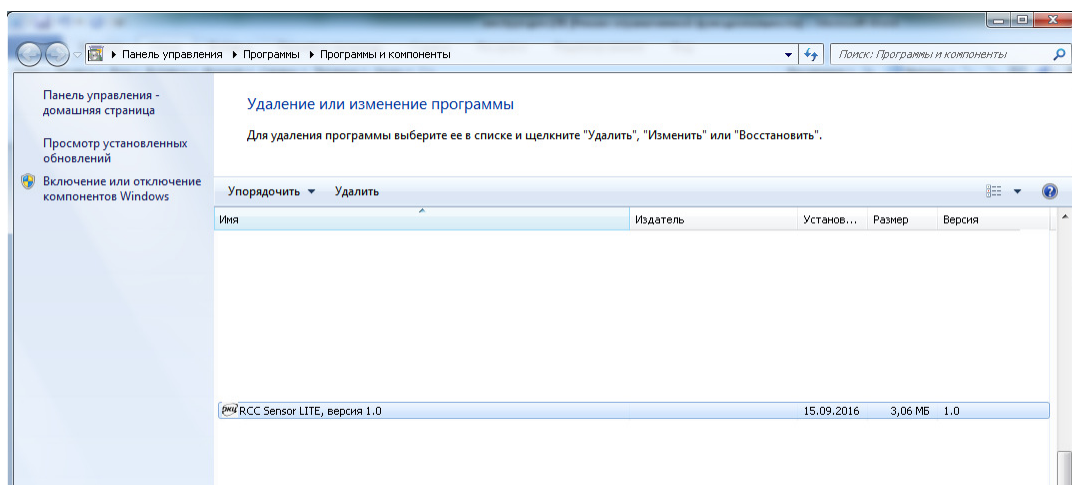 Панель управления ▸ Программы ▸ Программы и компоненты
Поиск: Программы и компоненты
Панель управления -
домашняя страница
Просмотр установленных
обновлений
Включение или отключение
компонентов Windows
Удаление или изменение программы
Для удаления программы выберите ее в списке и щелкните "Удалить", "Изменить" или "Восстановить".
Упорядочить Удалить
Имя Издатель Установ... Размер Версия
RCC Sensor LITE, версия 1.0 15.09.2016 3,06 МБ 1.0